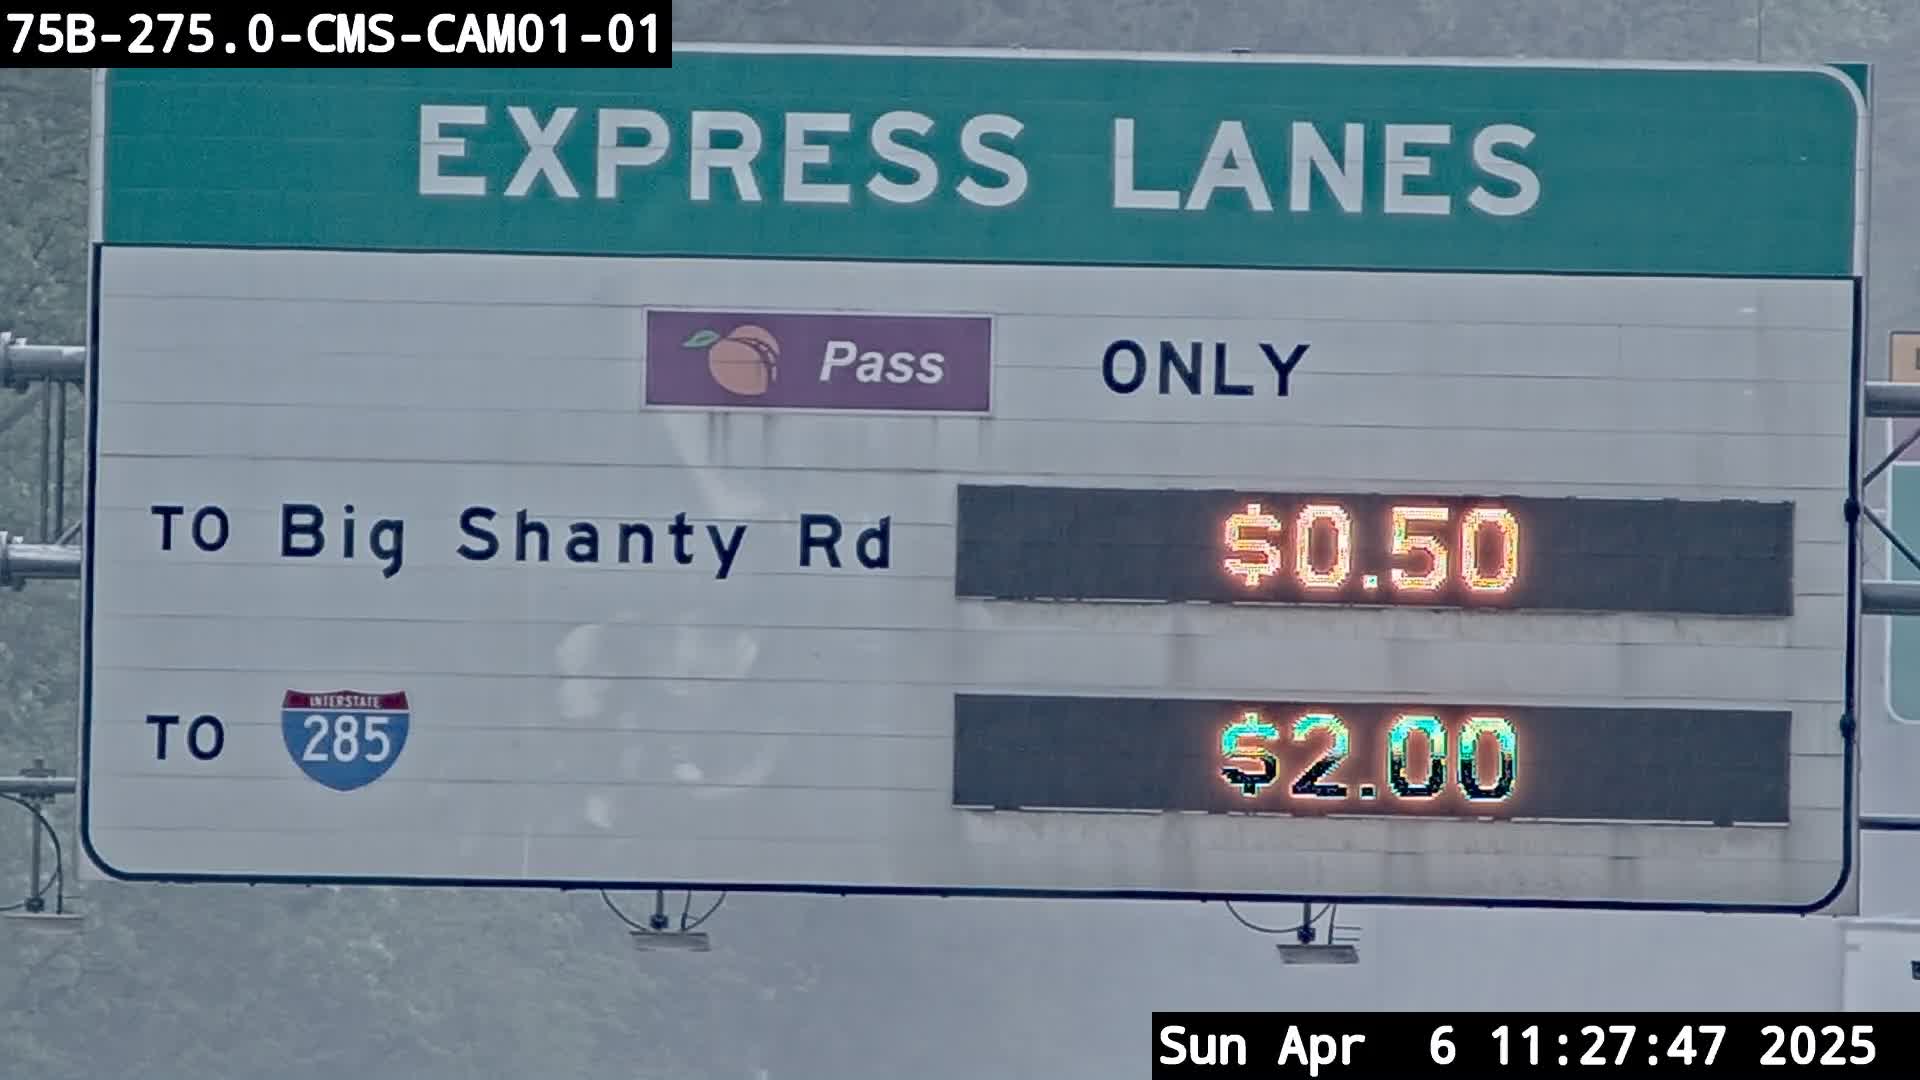 75B-275.0-CMS-CAM01-01
EXPRESS LANES
Pass ONLY
TO Big Shanty Rd $0.50
TO INTERSTATE 285 $2.00
Sun Apr 6 11:27:47 2025